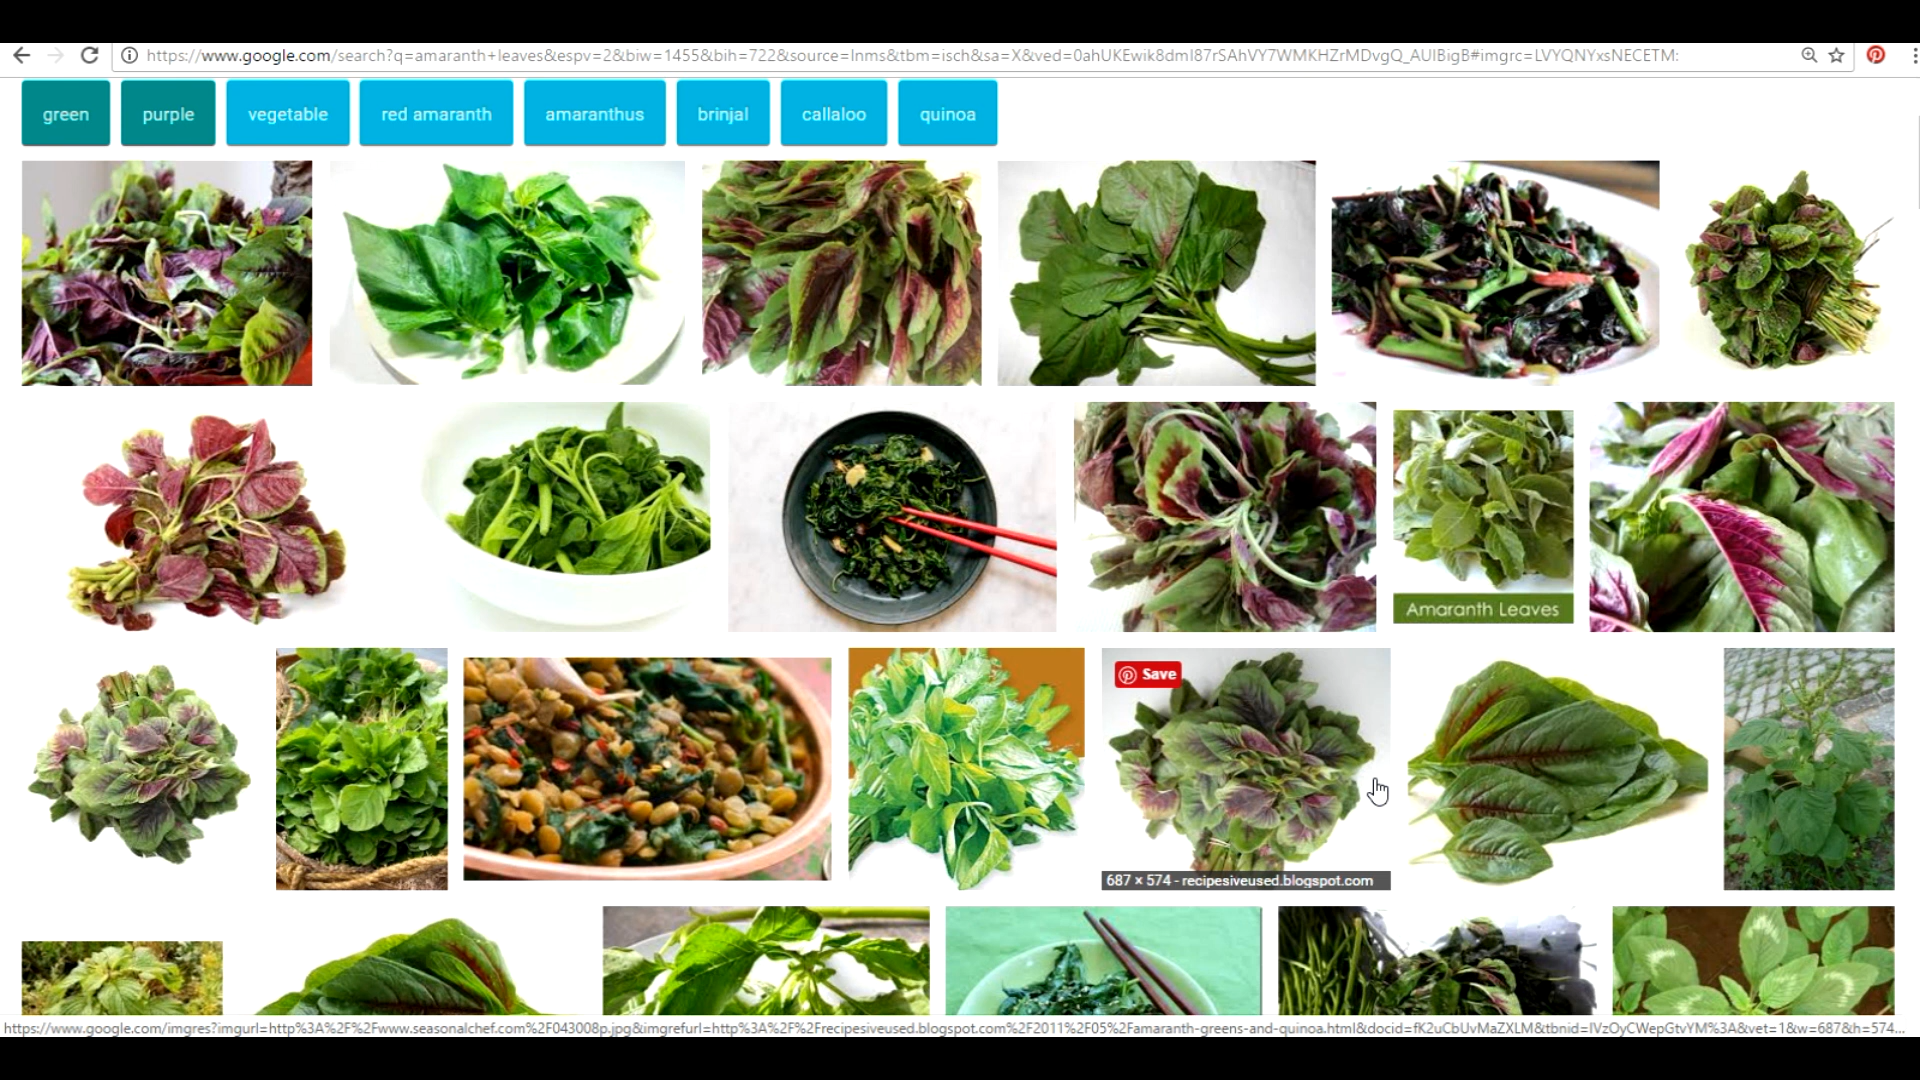 https://www.google.com/search?q=amaranth+leaves&espv=2&biw=1455&bih=722&source=lnms&tbm=isch&sa=X&ved=0ahUKEwik8dmI87rSAhVY7WMKHZrMDvgQ_AUIBigB#imgrc=LVYQNYxsNECETM:
green purple vegetable red amaranth amaranthus brinjal callaloo quinoa
Amaranth Leaves
Save
687 × 574 - recipesiveused.blogspot.com
https://www.google.com/imgres?imgurl=http%3A%2F%2Fwww.seasonalchef.com%2F043008p.jpg&imgrefurl=http%3A%2F%2Frecipesiveused.blogspot.com%2F2011%2F05%2Famaranth-greens-and-quinoa.html&docid=fK2uCbUvMaZXLM&tbnid=IVzOyCWepGtvYM%3A&vet=1&w=687&h=574...